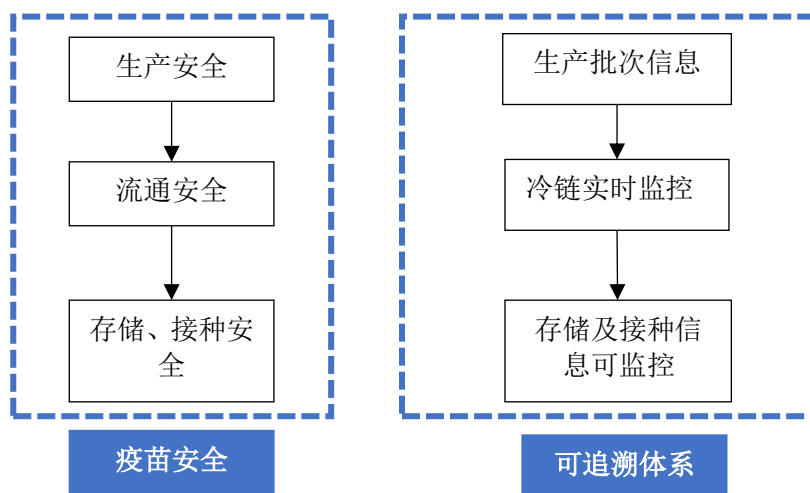 生产安全
流通安全
存储、接种安
全
疫苗安全
生产批次信息
冷链实时监控
存储及接种信
息可监控
可追溯体系